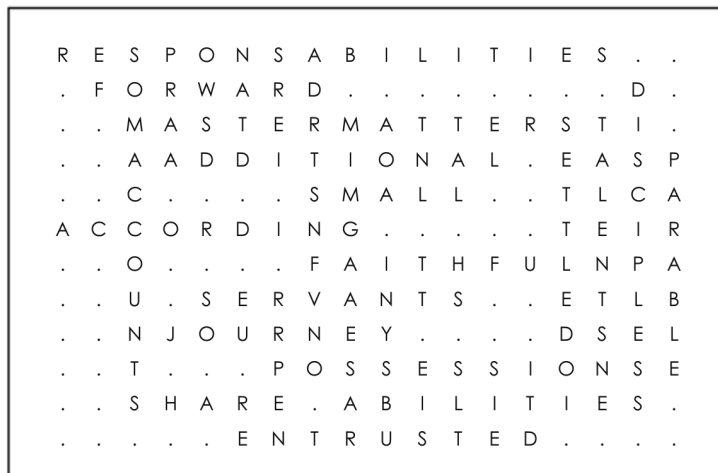 R E S P O N S A B I L I T I E S . .
. F O R W A R D . . . . . . . . D .
. . M A S T E R M A T T E R S T I .
. . A A D D I T I O N A L . E A S P
. . C . . . . S M A L L . . T L C A
A C C O R D I N G . . . . . T E I R
. . O . . . . F A I T H F U L N P A
. . U . S E R V A N T S . . E T L B
. . N J O U R N E Y . . . . D S E L
. . T . . . P O S S E S S I O N S E
. . S H A R E . A B I L I T I E S .
. . . . . E N T R U S T E D . . . .